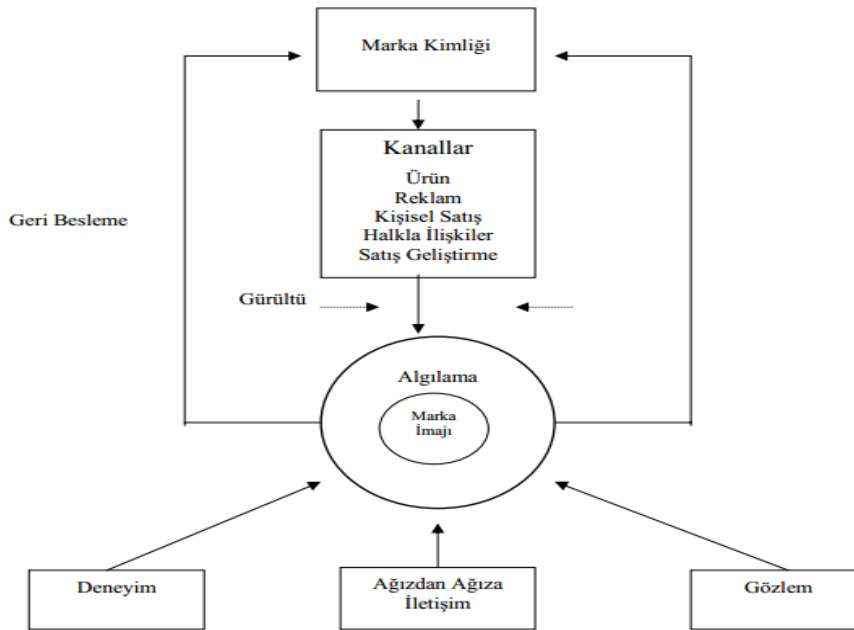 Marka Kimliği
Kanallar
Ürün
Reklam
Kişisel Satış
Halkla İlişkiler
Satış Geliştirme
Geri Besleme
Gürültü
Algılama
Marka
İmajı
Deneyim
Ağızdan Ağıza
İletişim
Gözlem